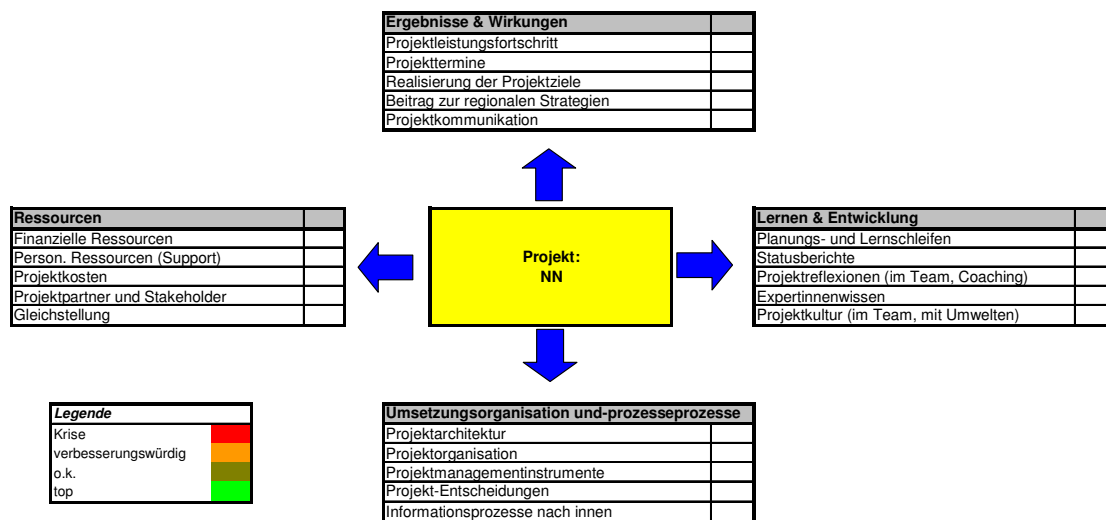 Ergebnisse & Wirkungen
Projektleistungsfortschritt
Projekttermine
Realisierung der Projektziele
Beitrag zur regionalen Strategien
Projektkommunikation
Ressourcen
Finanzielle Ressourcen
Person. Ressourcen (Support)
Projektkosten
Projektpartner und Stakeholder
Gleichstellung
Projekt:
NN
Lernen & Entwicklung
Planungs- und Lernschleifen
Statusberichte
Projektreflexionen (im Team, Coaching)
Expertinnenwissen
Projektkultur (im Team, mit Umwelten)
Legende
Krise
verbesserungswürdig
o.k.
top
Umsetzungsorganisation und-prozesseprozesse
Projektarchitektur
Projektorganisation
Projektmanagementinstrumente
Projekt-Entscheidungen
Informationsprozesse nach innen